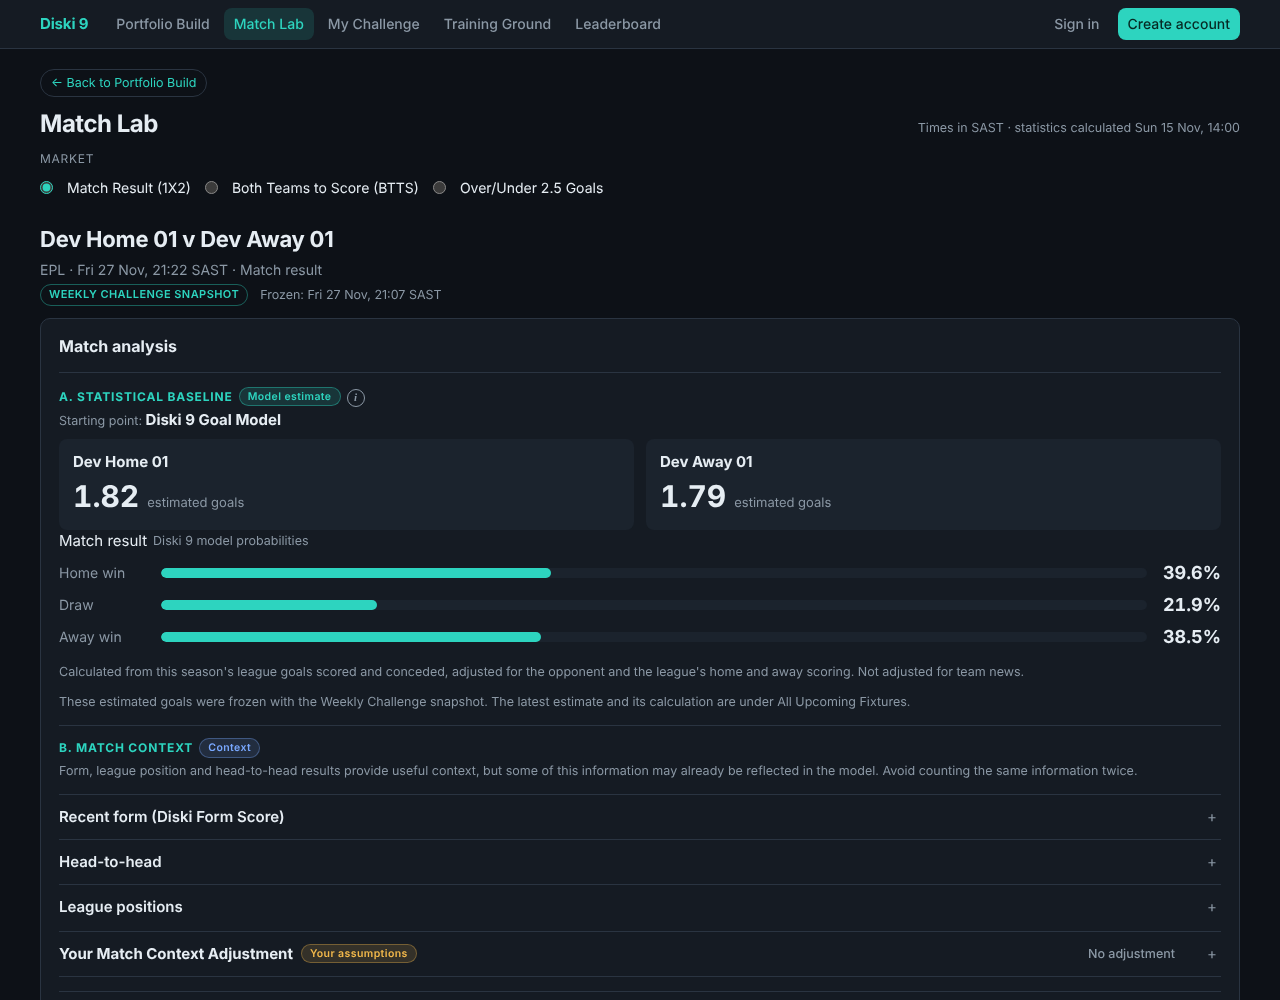 Diski 9 Portfolio Build Match Lab My Challenge Training Ground Leaderboard Sign in Create account
← Back to Portfolio Build
Match Lab
Times in SAST · statistics calculated Sun 15 Nov, 14:00
MARKET
Match Result (1X2) Both Teams to Score (BTTS) Over/Under 2.5 Goals
Dev Home 01 v Dev Away 01
EPL · Fri 27 Nov, 21:22 SAST · Match result
WEEKLY CHALLENGE SNAPSHOT Frozen: Fri 27 Nov, 21:07 SAST
Match analysis
A. STATISTICAL BASELINE Model estimate i
Starting point: Diski 9 Goal Model
Dev Home 01
1.82 estimated goals
Dev Away 01
1.79 estimated goals
Match result Diski 9 model probabilities
Home win 39.6%
Draw 21.9%
Away win 38.5%
Calculated from this season's league goals scored and conceded, adjusted for the opponent and the league's home and away scoring. Not adjusted for team news.
These estimated goals were frozen with the Weekly Challenge snapshot. The latest estimate and its calculation are under All Upcoming Fixtures.
B. MATCH CONTEXT Context
Form, league position and head-to-head results provide useful context, but some of this information may already be reflected in the model. Avoid counting the same information twice.
Recent form (Diski Form Score) +
Head-to-head +
League positions +
Your Match Context Adjustment Your assumptions No adjustment +